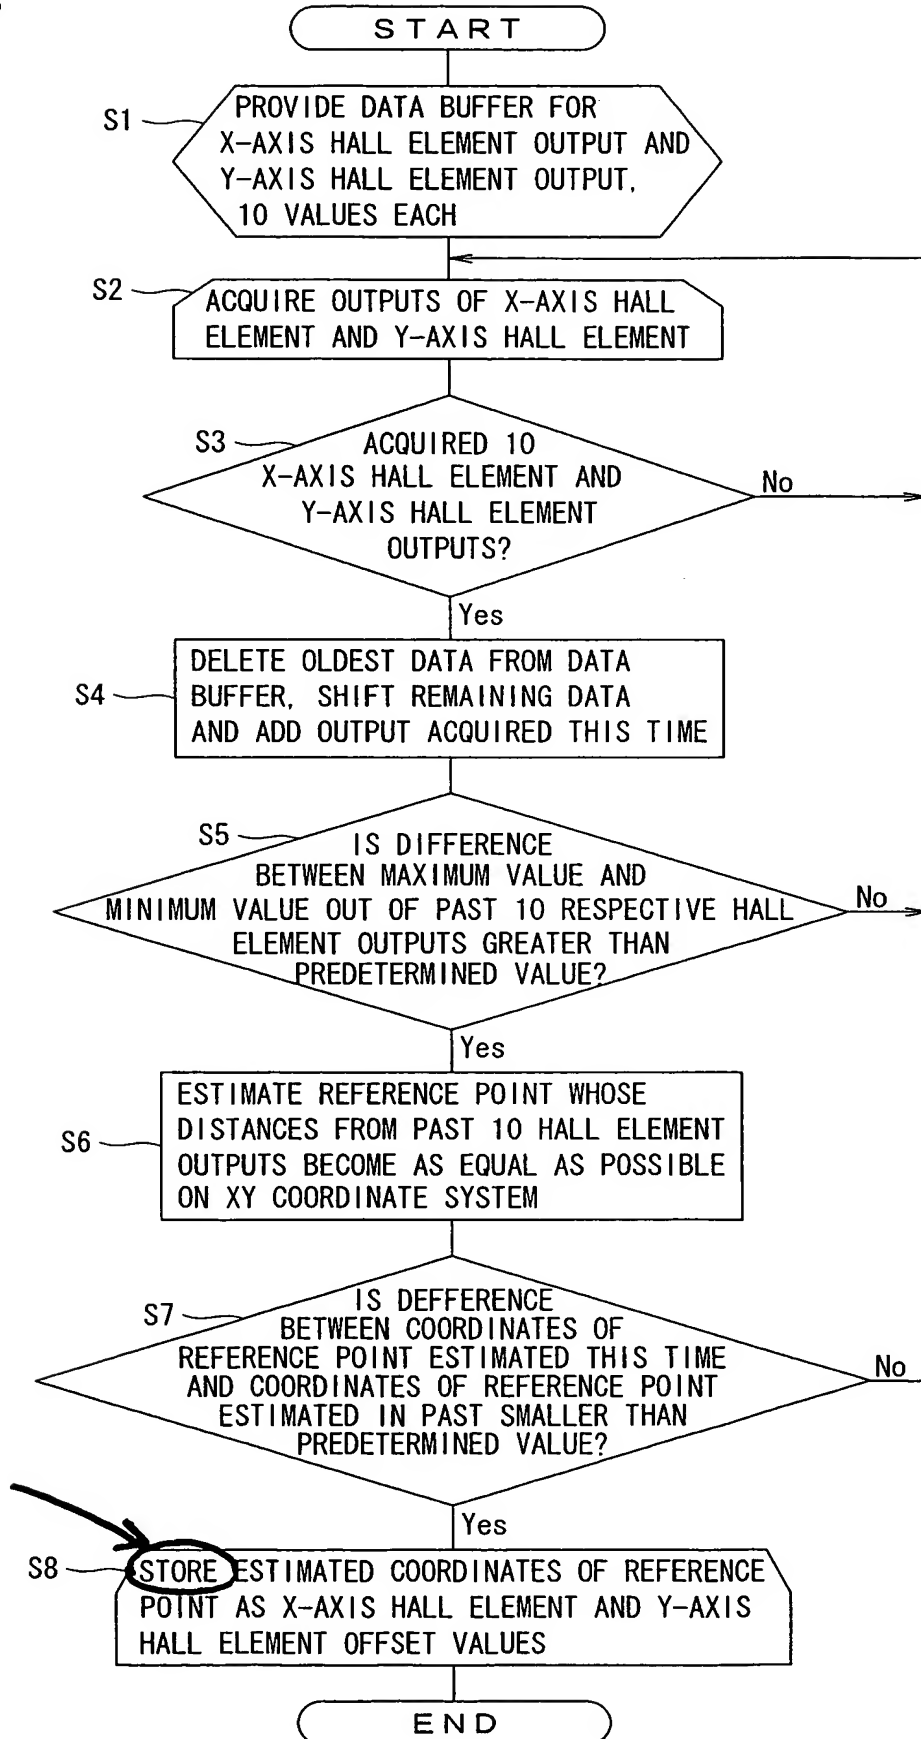 START
S1
PROVIDE DATA BUFFER FOR
X-AXIS HALL ELEMENT OUTPUT AND
Y-AXIS HALL ELEMENT OUTPUT,
10 VALUES EACH
S2
ACQUIRE OUTPUTS OF X-AXIS HALL
ELEMENT AND Y-AXIS HALL ELEMENT
S3
ACQUIRED 10
X-AXIS HALL ELEMENT AND
Y-AXIS HALL ELEMENT
OUTPUTS?
No
Yes
S4
DELETE OLDEST DATA FROM DATA
BUFFER, SHIFT REMAINING DATA
AND ADD OUTPUT ACQUIRED THIS TIME
S5
IS DIFFERENCE
BETWEEN MAXIMUM VALUE AND
MINIMUM VALUE OUT OF PAST 10 RESPECTIVE HALL
ELEMENT OUTPUTS GREATER THAN
PREDETERMINED VALUE?
No
Yes
S6
ESTIMATE REFERENCE POINT WHOSE
DISTANCES FROM PAST 10 HALL ELEMENT
OUTPUTS BECOME AS EQUAL AS POSSIBLE
ON XY COORDINATE SYSTEM
S7
IS DEFFERENCE
BETWEEN COORDINATES OF
REFERENCE POINT ESTIMATED THIS TIME
AND COORDINATES OF REFERENCE POINT
ESTIMATED IN PAST SMALLER THAN
PREDETERMINED VALUE?
No
Yes
S8
STORE ESTIMATED COORDINATES OF REFERENCE
POINT AS X-AXIS HALL ELEMENT AND Y-AXIS
HALL ELEMENT OFFSET VALUES
END